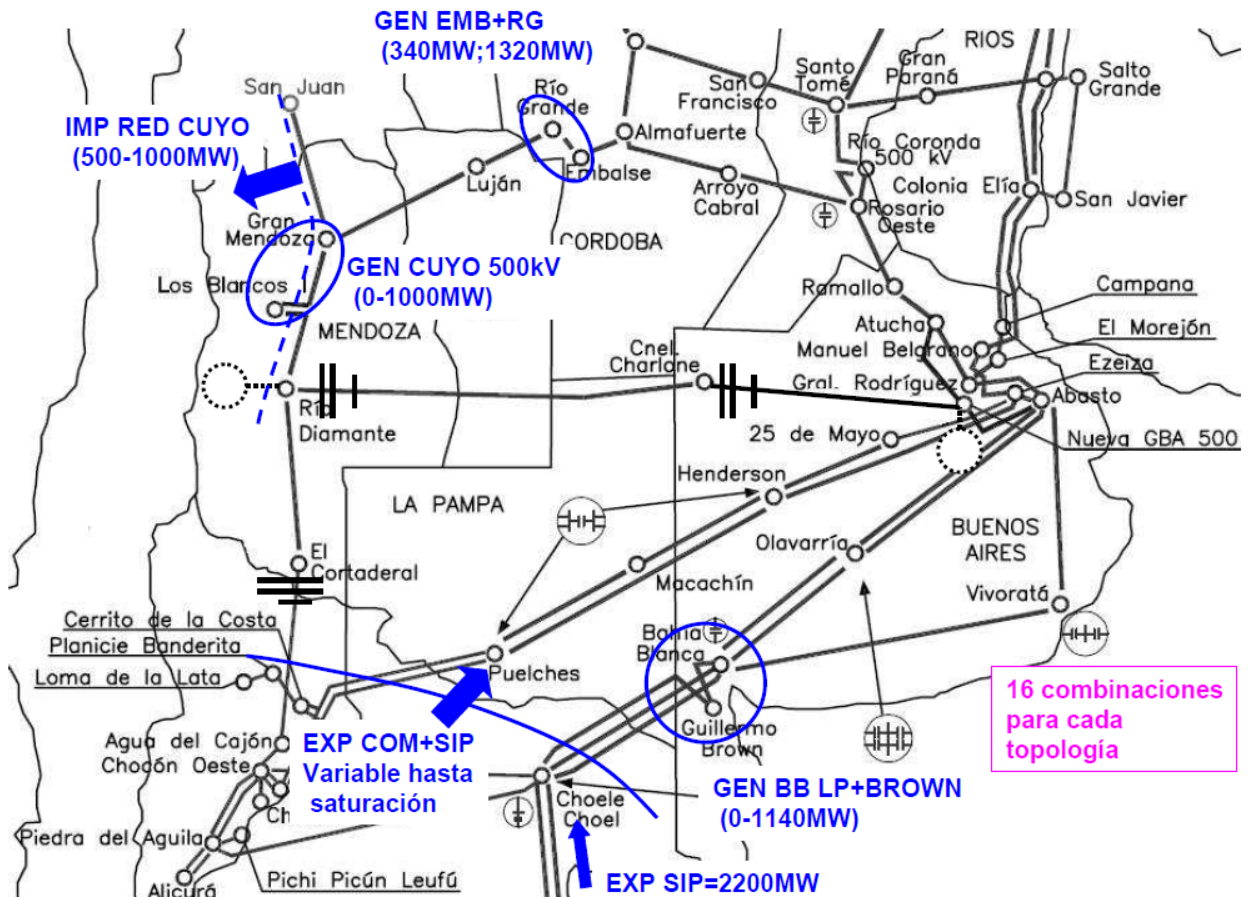 GEN EMB+RG
(340MW;1320MW)
RIOS
San Juan
Río
Grande
San
Francisco
Santo
Tomé
Gran
Paraná
Salto
Grande
IMP RED CUYO
(500-1000MW)
Almafuerte
Río Coronda
500 kV
Luján
Embalse
Arroyo
Cabral
Colonia
Elía
San Javier
Rosario
Oeste
Gran
Mendoza
CORDOBA
GEN CUYO 500kV
(0-1000MW)
Los Blancos I
Ramallo
Campana
MENDOZA
Atucha
El Morejón
Manuel Belgrano
Cnel.
Charlone
Ezeiza
Gral. Rodríguez
Abasto
Río
Diamante
25 de Mayo
Nueva GBA 500
Henderson
LA PAMPA
BUENOS
AIRES
Olavarría
El
Cortaderal
Macachín
Vivoratá
Cerrito de la Costa
Planicie Banderita
Bahía
Blanca
Loma de la Lata
Puelches
16 combinaciones
para cada
topología
Guillermo
Brown
Agua del Cajón
Chocón Oeste
EXP COM+SIP
Variable hasta
saturación
GEN BB LP+BROWN
(0-1140MW)
Ch
Choele
Choel
Piedra del Aguila
Pichi Picún Leufú
EXP SIP=2200MW
Alicurá